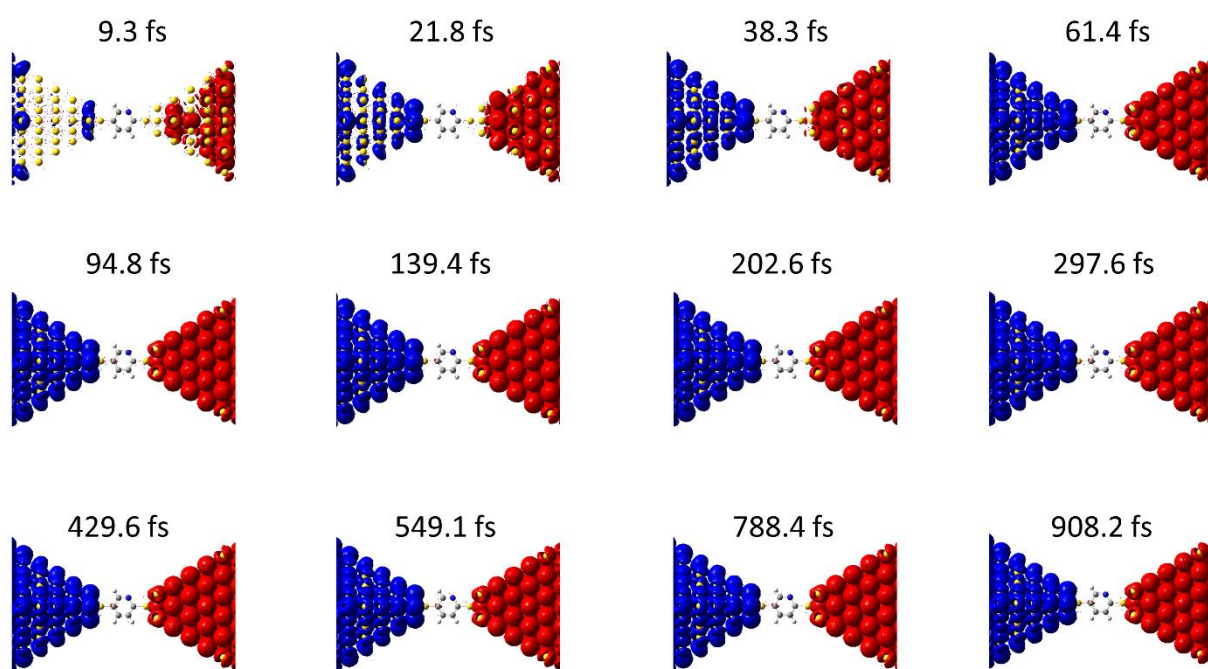 9.3 fs
21.8 fs
38.3 fs
61.4 fs
94.8 fs
139.4 fs
202.6 fs
297.6 fs
429.6 fs
549.1 fs
788.4 fs
908.2 fs